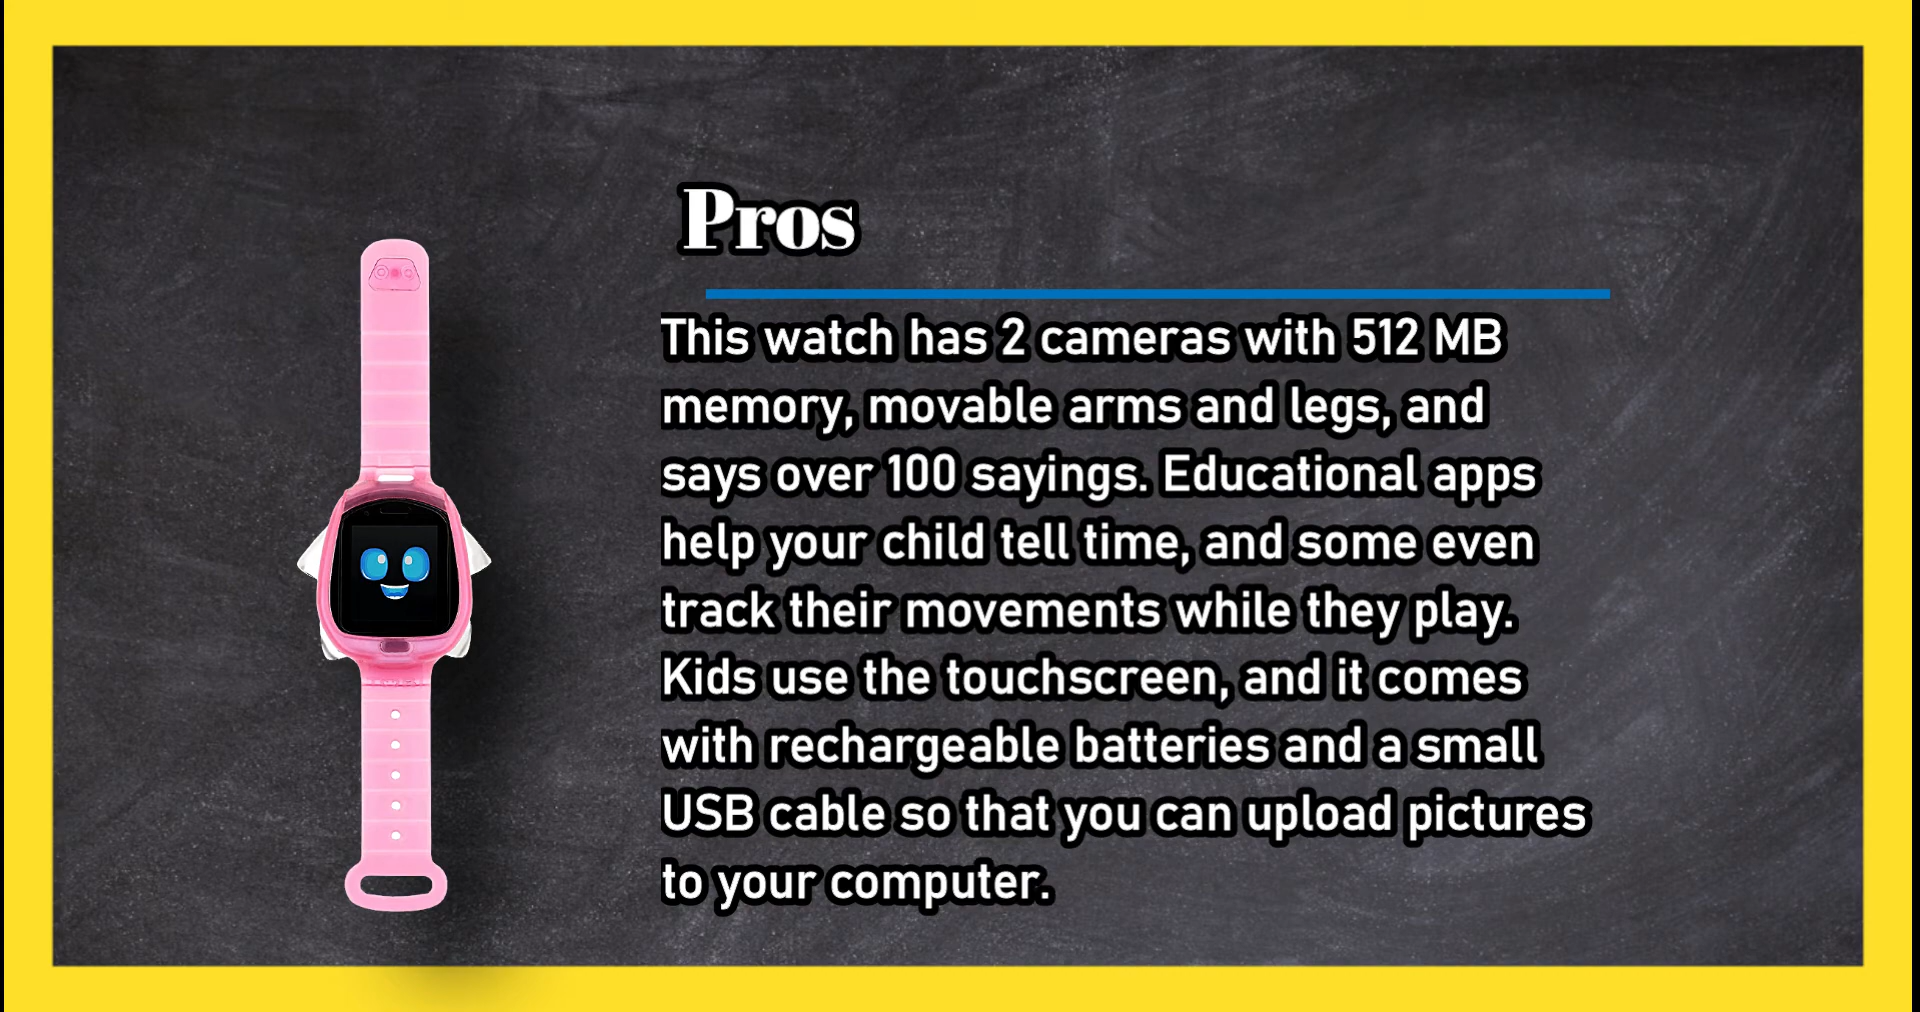 Pros
This watch has 2 cameras with 512 MB
memory, movable arms and legs, and
says over 100 sayings. Educational apps
help your child tell time, and some even
track their movements while they play.
Kids use the touchscreen, and it comes
with rechargeable batteries and a small
USB cable so that you can upload pictures
to your computer.